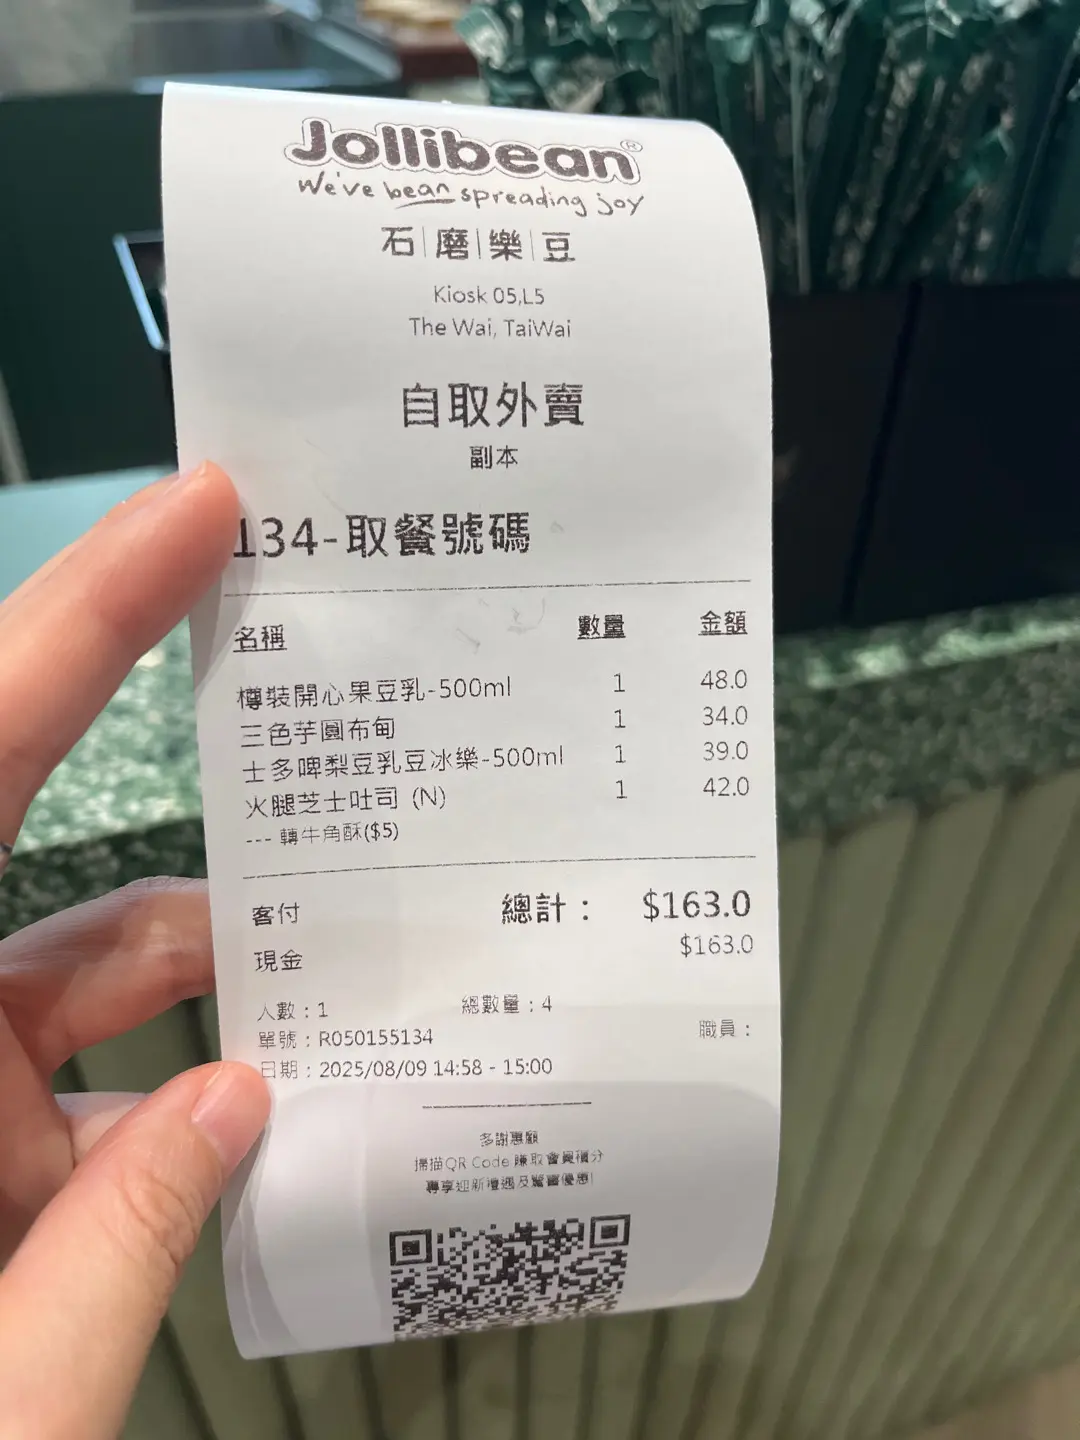 Jollibean®
We've bean spreading joy
石|磨|樂|豆
Kiosk 05,L5
The Wai, TaiWai
自取外賣
副本
134-取餐號碼
名稱 數量 金額
樽裝開心果豆乳-500ml 1 48.0
三色芋圓布甸 1 34.0
士多啤梨豆乳豆冰樂-500ml 1 39.0
火腿芝士吐司 (N) 1 42.0
--- 轉牛角酥($5)
客付 總計： $163.0
現金 $163.0
人數：1 總數量：4
單號：R050155134 職員：
日期：2025/08/09 14:58 - 15:00
多謝惠顧
掃描QR Code 賺取會員積分
專享迎新禮遇及驚喜優惠!